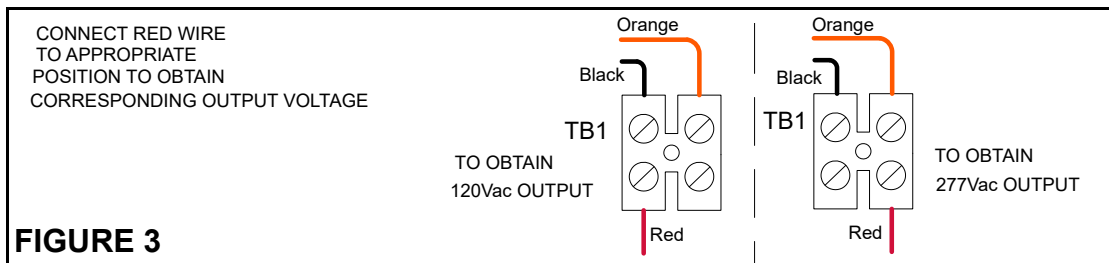 CONNECT RED WIRE
TO APPROPRIATE
POSITION TO OBTAIN
CORRESPONDING OUTPUT VOLTAGE
FIGURE 3
Orange
Black
TB1
TO OBTAIN
120Vac OUTPUT
Red
Orange
Black
TB1
TO OBTAIN
277Vac OUTPUT
Red